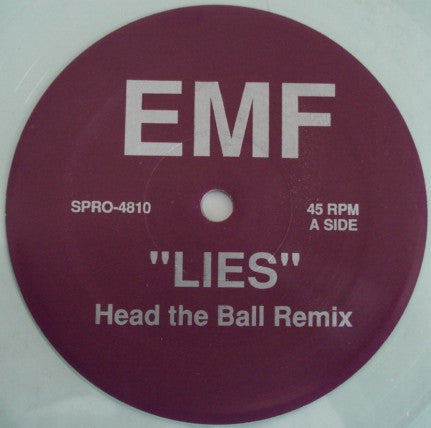 EMF
SPRO-4810
45 RPM
A SIDE
"LIES"
Head the Ball Remix